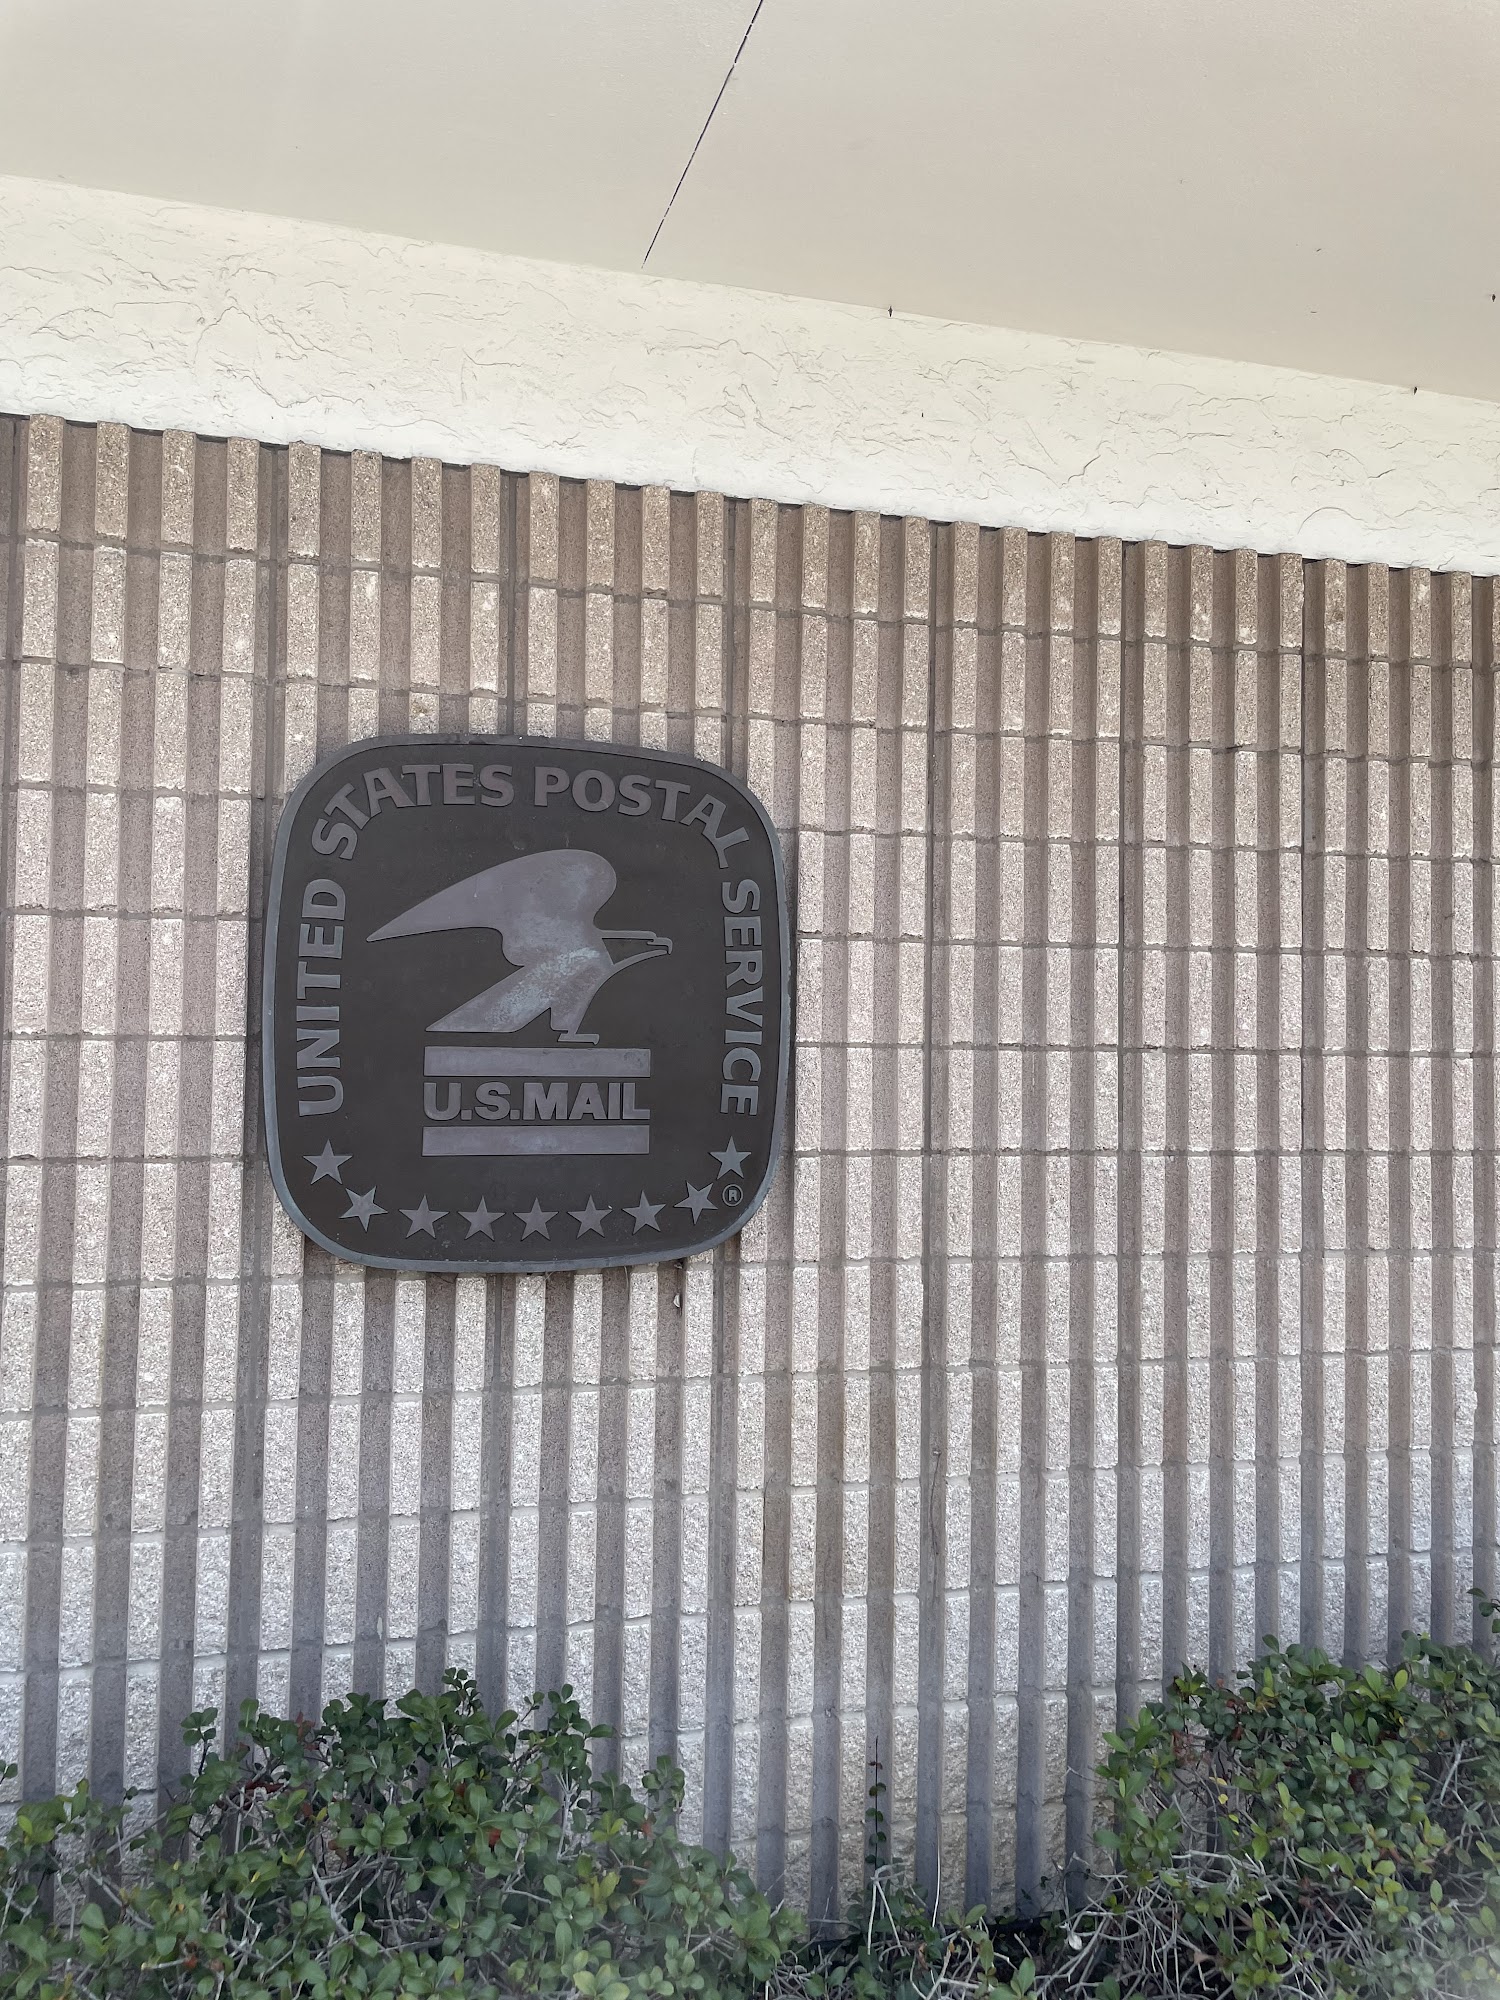 UNITED STATES POSTAL SERVICE
U.S.MAIL
®